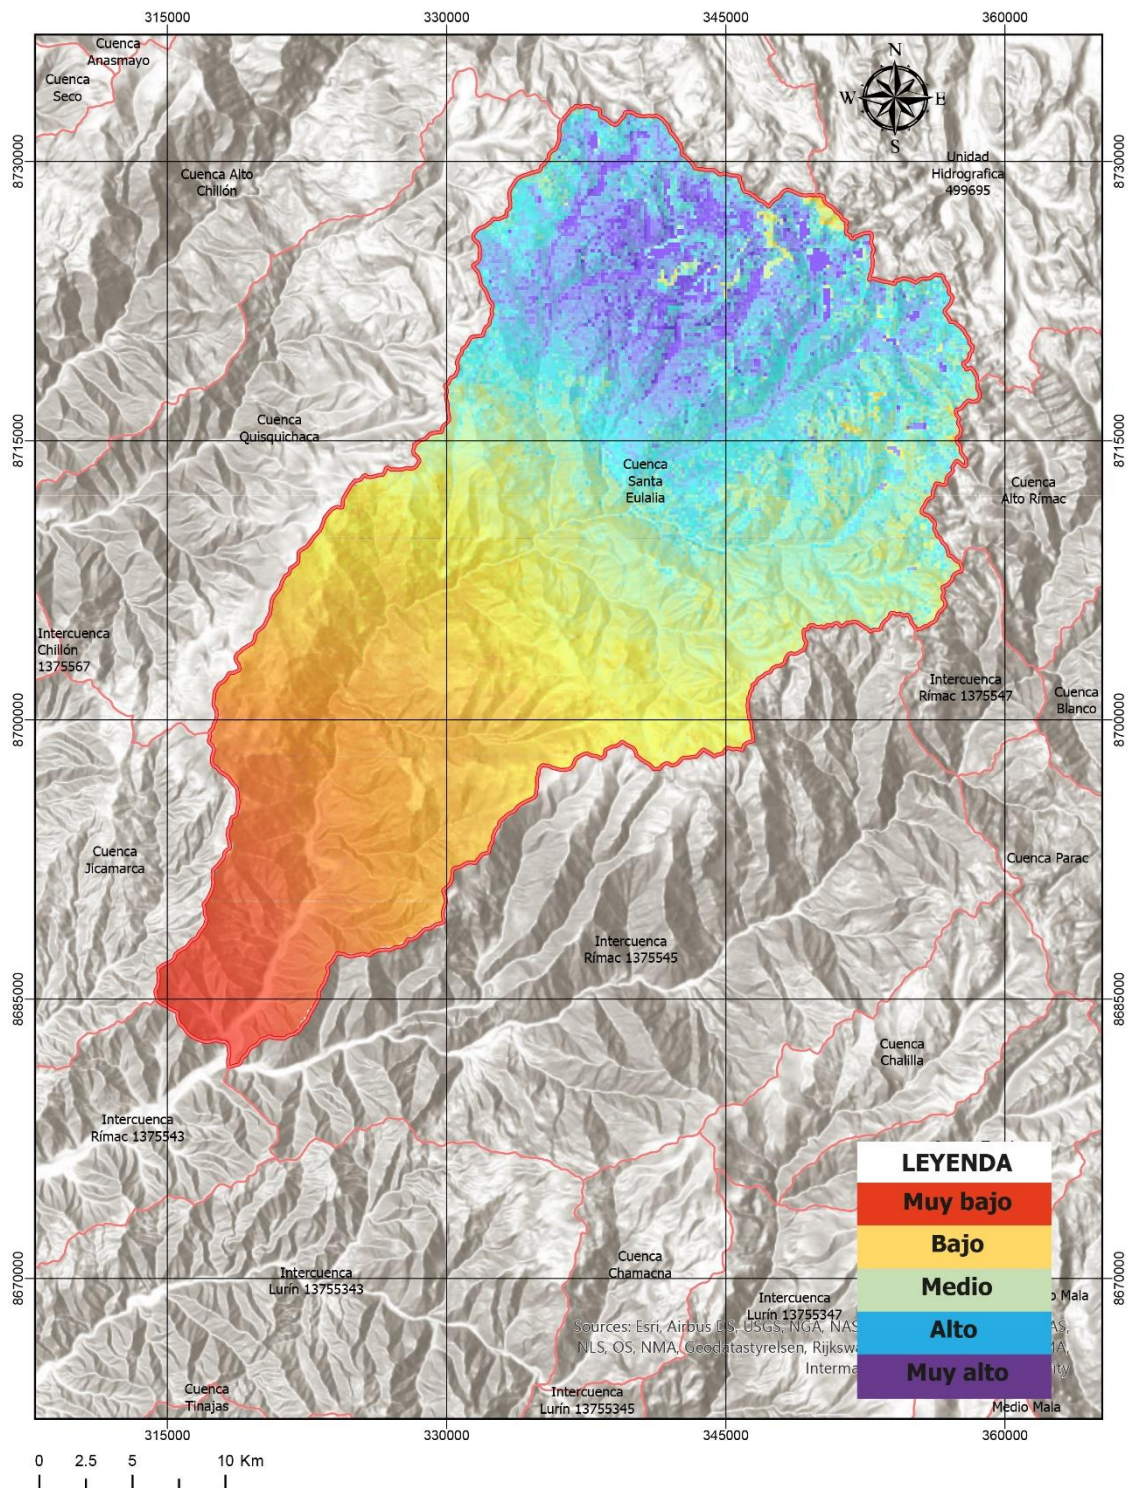 315000
330000
345000
360000
Cuenca
Anasmayo
Cuenca
Seco
N
W
E
S
8730000
8730000
Cuenca Alto
Chillón
Unidad
Hidrografica
499695
Cuenca
Quisquichaca
8715000
8715000
Cuenca
Santa
Eulalia
Cuenca
Alto Rímac
Intercuenca
Chillón
1375567
Intercuenca
Rímac 1375547
Cuenca
Blanco
8700000
8700000
Cuenca
Jicamarca
Cuenca Parac
Intercuenca
Rímac 1375545
8685000
8685000
Cuenca
Chalilla
Intercuenca
Rímac 1375543
LEYENDA
Muy bajo
Bajo
Medio
Alto
Muy alto
Cuenca
Chamacna
8670000
8670000
Intercuenca
Lurín 13755343
Intercuenca
Lurín 13755347
Mala
Sources: Esri, Airbus DS, USGS, NGA, NAS
AS,
NLS, OS, NMA, Geodatastyrelsen, Rijkswa
Interma
Cuenca
Tinajas
Intercuenca
Lurín 13755345
Medio Mala
315000
330000
345000
360000
0
2.5
5
10 Km